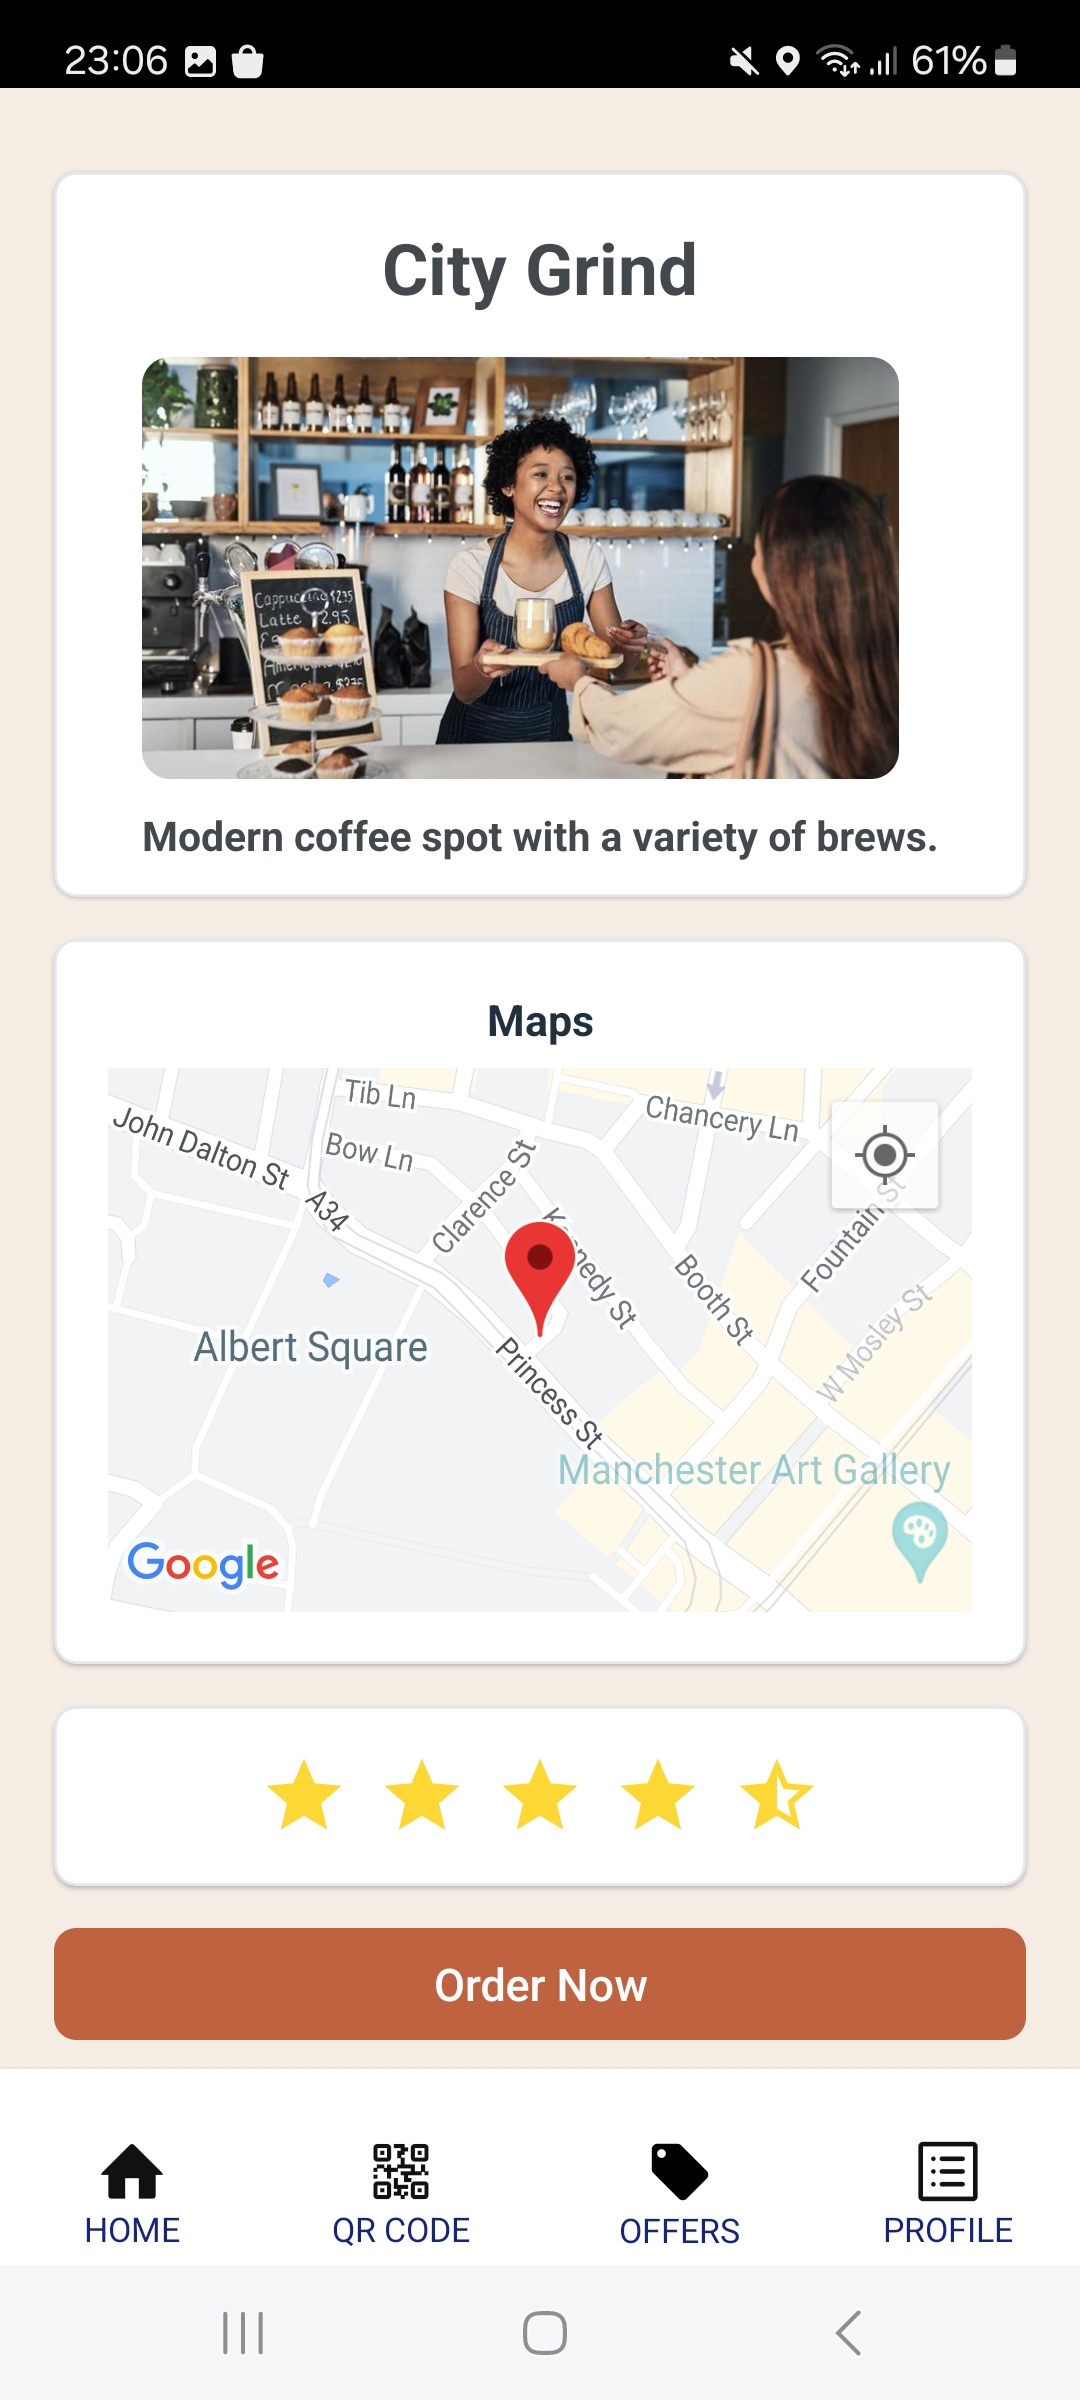 23:06
61%
City Grind
Cappuccino $2.75
Latte $2.95
Modern coffee spot with a variety of brews.
Maps
Tib Ln
Chancery Ln
John Dalton St
Bow Ln
A34
Clarence St
Kennedy St
Fountain St
Booth St
W Mosley St
Albert Square
Princess St
Manchester Art Gallery
Google
Order Now
HOME
QR CODE
OFFERS
PROFILE